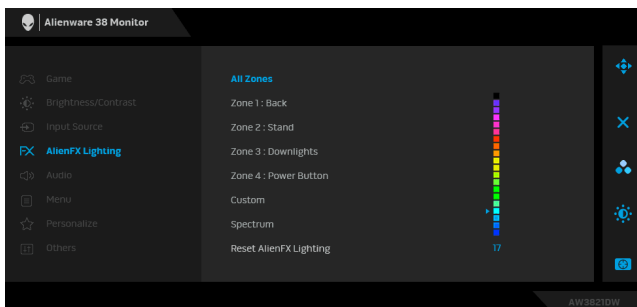 Alienware 38 Monitor
Game
Brightness/Contrast
Input Source
FX AlienFX Lighting
Audio
Menu
Personalize
Others
All Zones
Zone 1 : Back
Zone 2 : Stand
Zone 3 : Downlights
Zone 4 : Power Button
Custom
Spectrum
Reset AlienFX Lighting
17
AW3821DW